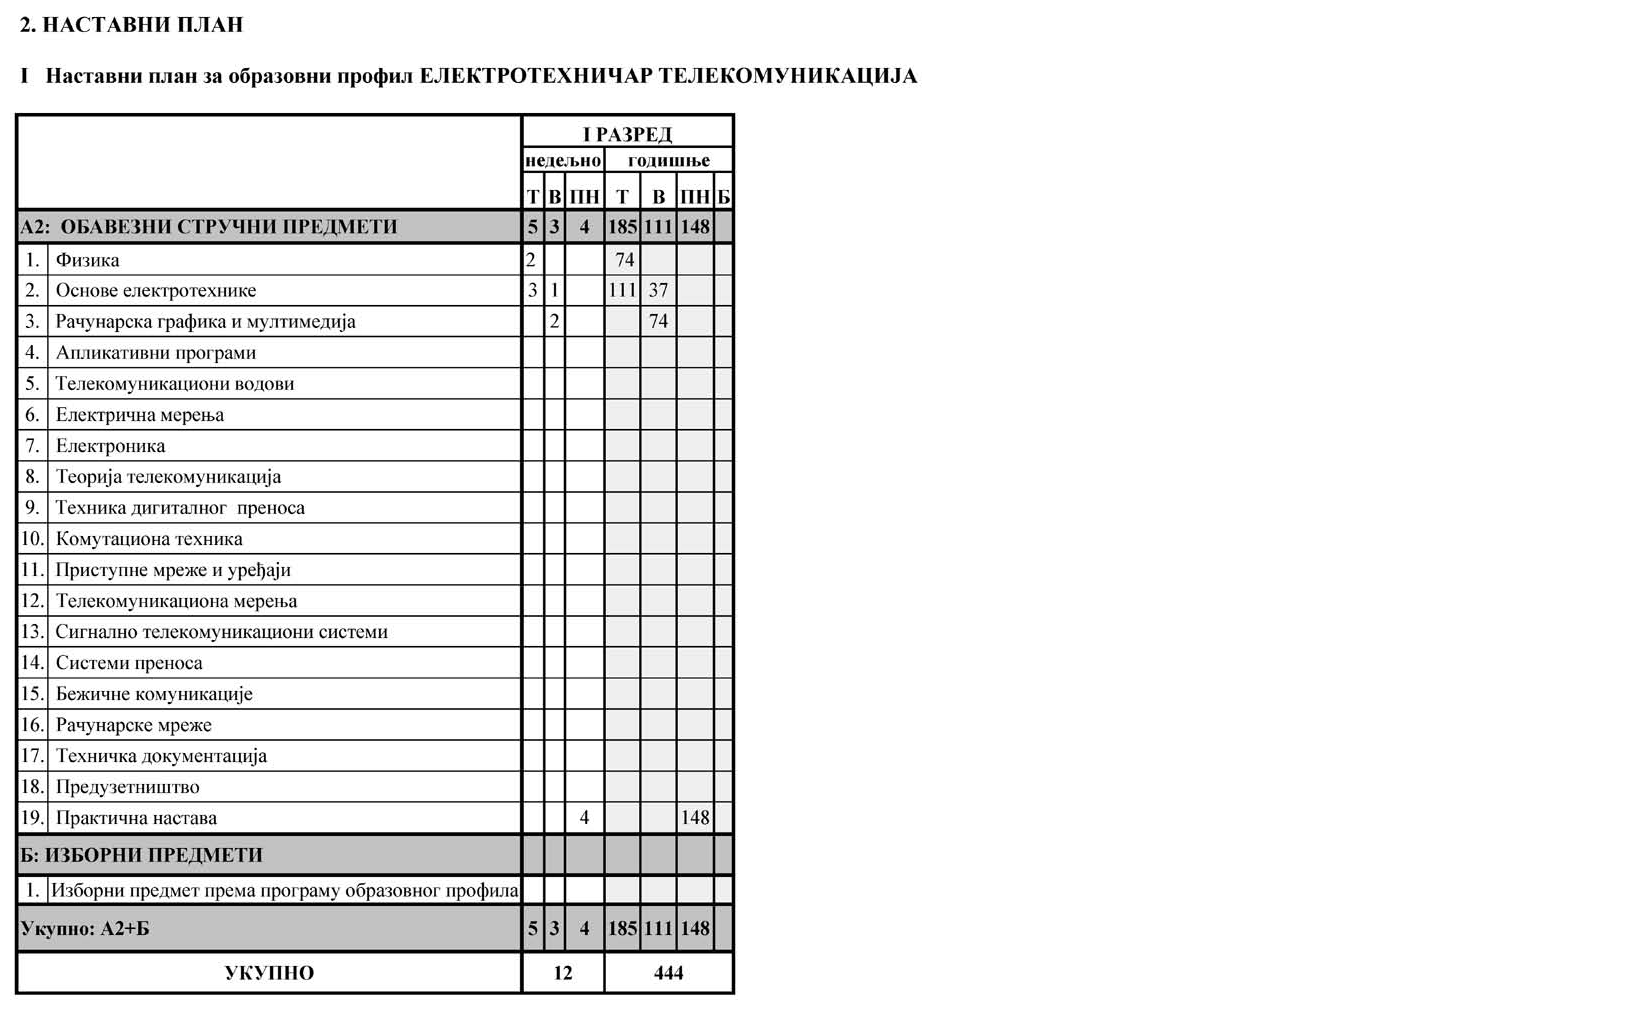 2. НАСТАВНИ ПЛАН
I Наставни план за образовни профил ЕЛЕКТРОТЕХНИЧАР ТЕЛЕКОМУНИКАЦИЈА
I РАЗРЕД
недељно годишње
Т В ПН Т В ПН Б
А2: ОБАВЕЗНИ СТРУЧНИ ПРЕДМЕТИ 5 3 4 185 111 148
1. Физика 2 74
2. Основе електротехнике 3 1 111 37
3. Рачунарска графика и мултимедија 2 74
4. Апликативни програми
5. Телекомуникациони водови
6. Електрична мерења
7. Електроника
8. Теорија телекомуникација
9. Техника дигиталног преноса
10. Комутациона техника
11. Приступне мреже и уређаји
12. Телекомуникациона мерења
13. Сигнално телекомуникациони системи
14. Системи преноса
15. Бежичне комуникације
16. Рачунарске мреже
17. Техничка документација
18. Предузетништво
19. Практична настава 4 148
Б: ИЗБОРНИ ПРЕДМЕТИ
1. Изборни предмет према програму образовног профила
Укупно: А2+Б 5 3 4 185 111 148
УКУПНО 12 444